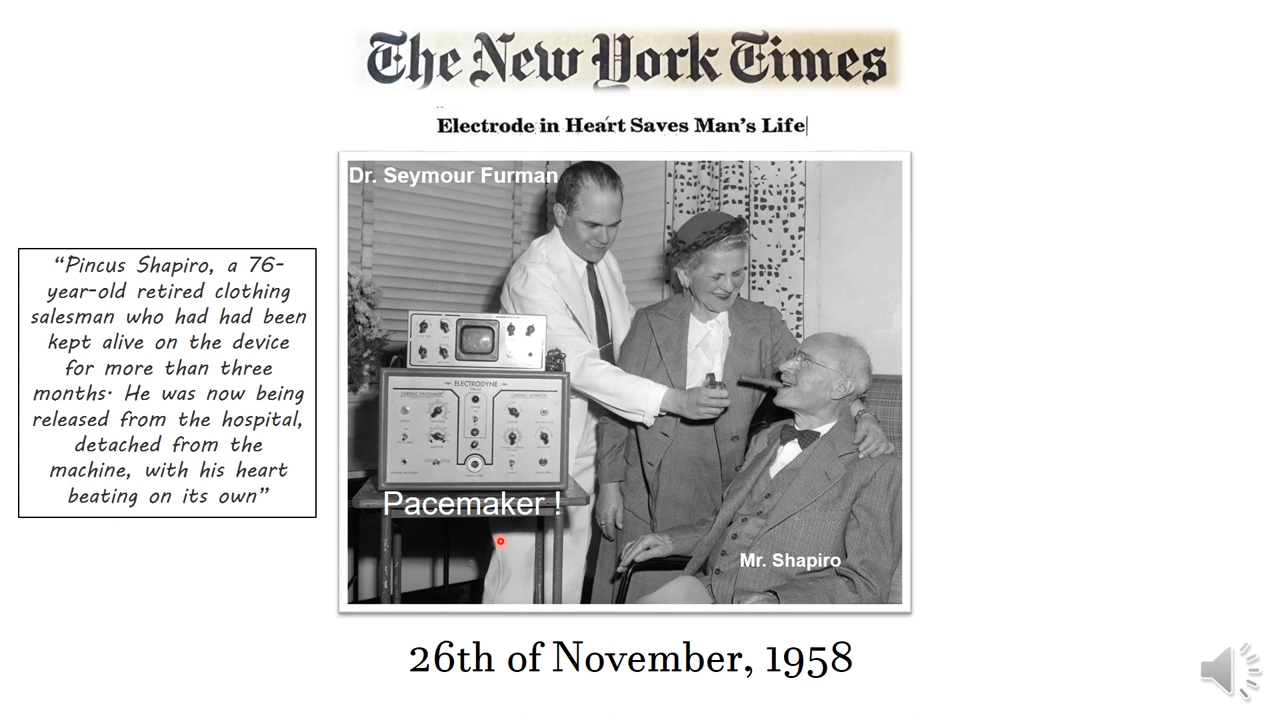 The New York Times
Electrode in Heart Saves Man's Life
Dr. Seymour Furman
“Pincus Shapiro, a 76-
year-old retired clothing
salesman who had had been
kept alive on the device
for more than three
months. He was now being
released from the hospital,
detached from the
machine, with his heart
beating on its own”
ELECTRODYNE
Pacemaker !
Mr. Shapiro
26th of November, 1958